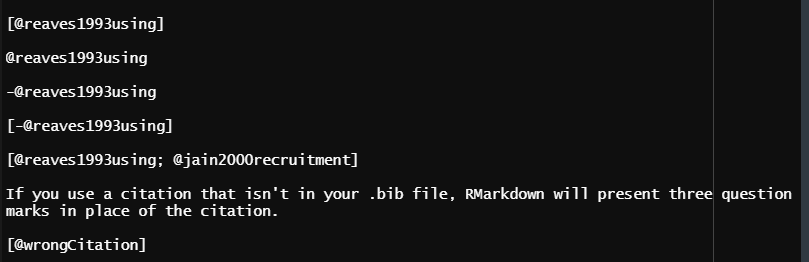 [@reaves1993using]
@reaves1993using
-@reaves1993using
[-@reaves1993using]
[@reaves1993using; @jain2000recruitment]
If you use a citation that isn't in your .bib file, RMarkdown will present three question
marks in place of the citation.
[@wrongCitation]